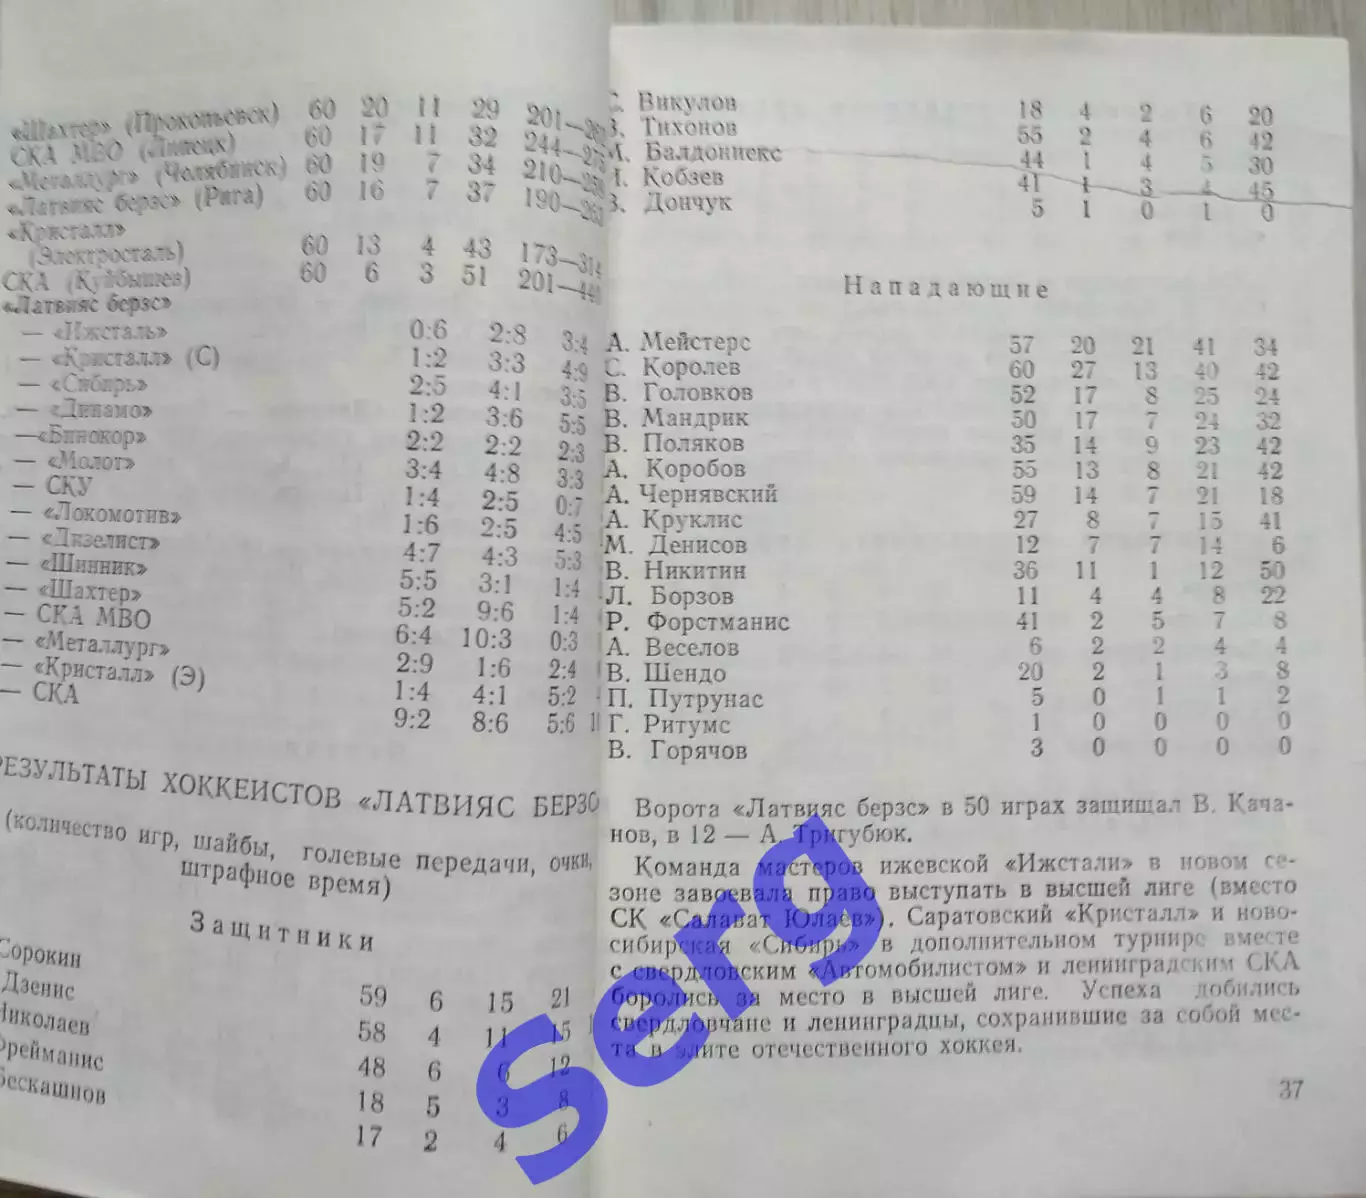 «Шахтер» (Прокопьевск) 60 20 11 29 201—
СКА МВО (Липецк) 60 17 11 32 244—
«Металлург» (Челябинск) 60 19 7 34 210—
«Латвияс берзс» (Рига) 60 16 7 37 190—
«Кристалл»
(Электросталь) 60 13 4 43 173—314
СКА (Куйбышев) 60 6 3 51 201—
«Латвияс берзс»
— «Ижсталь» 0:6 2:8 3:4
— «Кристалл» (С) 1:2 3:3 4:9
— «Сибирь» 2:5 4:1 3:5
— «Динамо» 1:2 3:6 5:5
—«Бинокор» 2:2 2:2 2:3
— «Молот» 3:4 4:8 3:3
— СКУ 1:4 2:5 0:7
— «Локомотив» 1:6 2:5 4:5
— «Дизелист» 4:7 4:3 5:3
— «Шинник» 5:5 3:1 1:4
— «Шахтер» 5:2 9:6 1:4
— СКА МВО 6:4 10:3 0:3
— «Металлург» 2:9 1:6 2:4
— «Кристалл» (Э) 1:4 4:1 5:2
— СКА 9:2 8:6 5:6
РЕЗУЛЬТАТЫ ХОККЕИСТОВ «ЛАТВИЯС БЕРЗС
(количество игр, шайбы, голевые передачи, очки,
штрафное время)
Защитники
Сорокин 59 6 15 21
Дзенис 58 4 11 15
Николаев 48 6 6 12
Фрейманис 18 5 3 8
Бескашнов 17 2 4 6
С. Викулов 18 4 2 6 20
В. Тихонов 55 2 4 6 42
М. Балдониекс 44 1 4 5 30
Кобзев 41 1 3 4 45
В. Дончук 5 1 0 1 0
Нападающие
А. Мейстерс 57 20 21 41 34
С. Королев 60 27 13 40 42
В. Головков 52 17 8 25 24
В. Мандрик 50 17 7 24 32
В. Поляков 35 14 9 23 42
А. Коробов 55 13 8 21 42
А. Чернявский 59 14 7 21 18
А. Круклис 27 8 7 15 41
М. Денисов 12 7 7 14 6
В. Никитин 36 11 1 12 50
Л. Борзов 11 4 4 8 22
Р. Форстманис 41 2 5 7 8
А. Веселов 6 2 2 4 4
В. Шендо 20 2 1 3 8
П. Путрунас 5 0 1 1 2
Г. Ритумс 1 0 0 0 0
В. Горячов 3 0 0 0 0
Ворота «Латвияс берзс» в 50 играх защищал В. Кача-
нов, в 12 — А. Тригубюк.
Команда мастеров ижевской «Ижстали» в новом се-
зоне завоевала право выступать в высшей лиге (вместо
СК «Салават Юлаев»). Саратовский «Кристалл» и ново-
сибирская «Сибирь» в дополнительном турнире вместе
с свердловским «Автомобилистом» и ленинградским СКА
боролись за место в высшей лиге. Успеха добились
свердловчане и ленинградцы, сохранившие за собой мес-
та в элите отечественного хоккея.
37
Serg